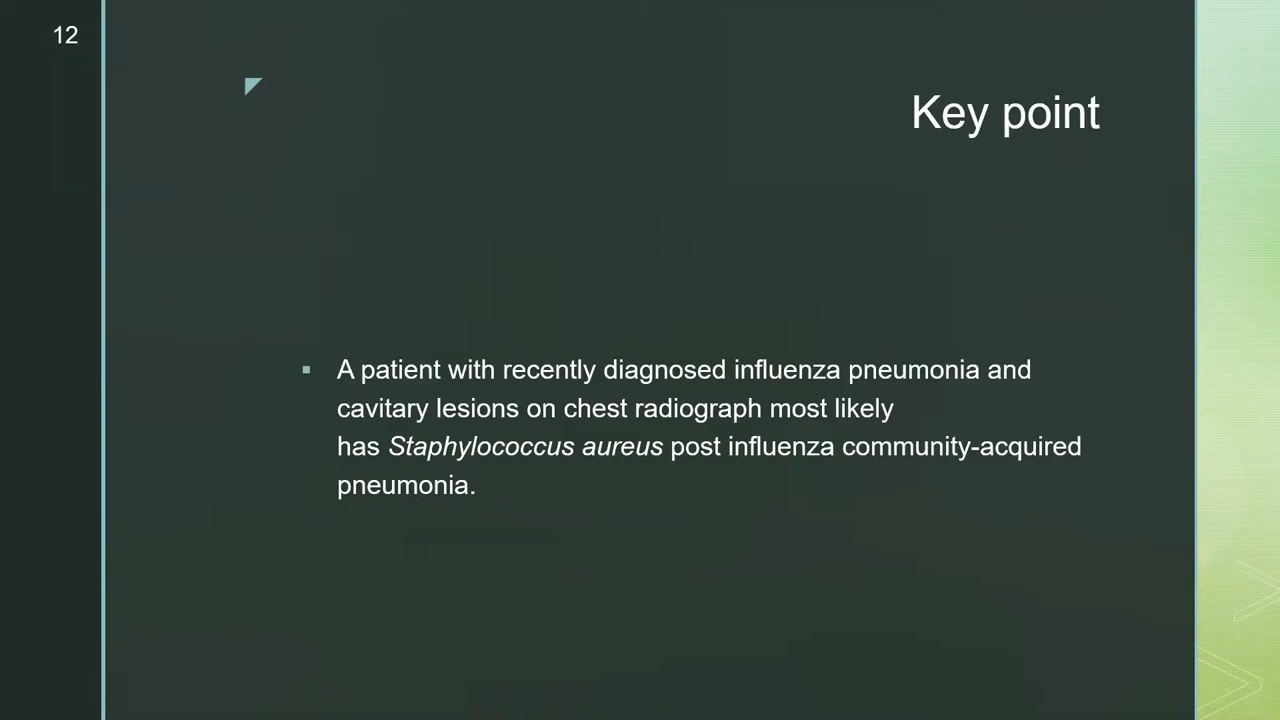 12
Key point
▪ A patient with recently diagnosed influenza pneumonia and
cavitary lesions on chest radiograph most likely
has Staphylococcus aureus post influenza community-acquired
pneumonia.